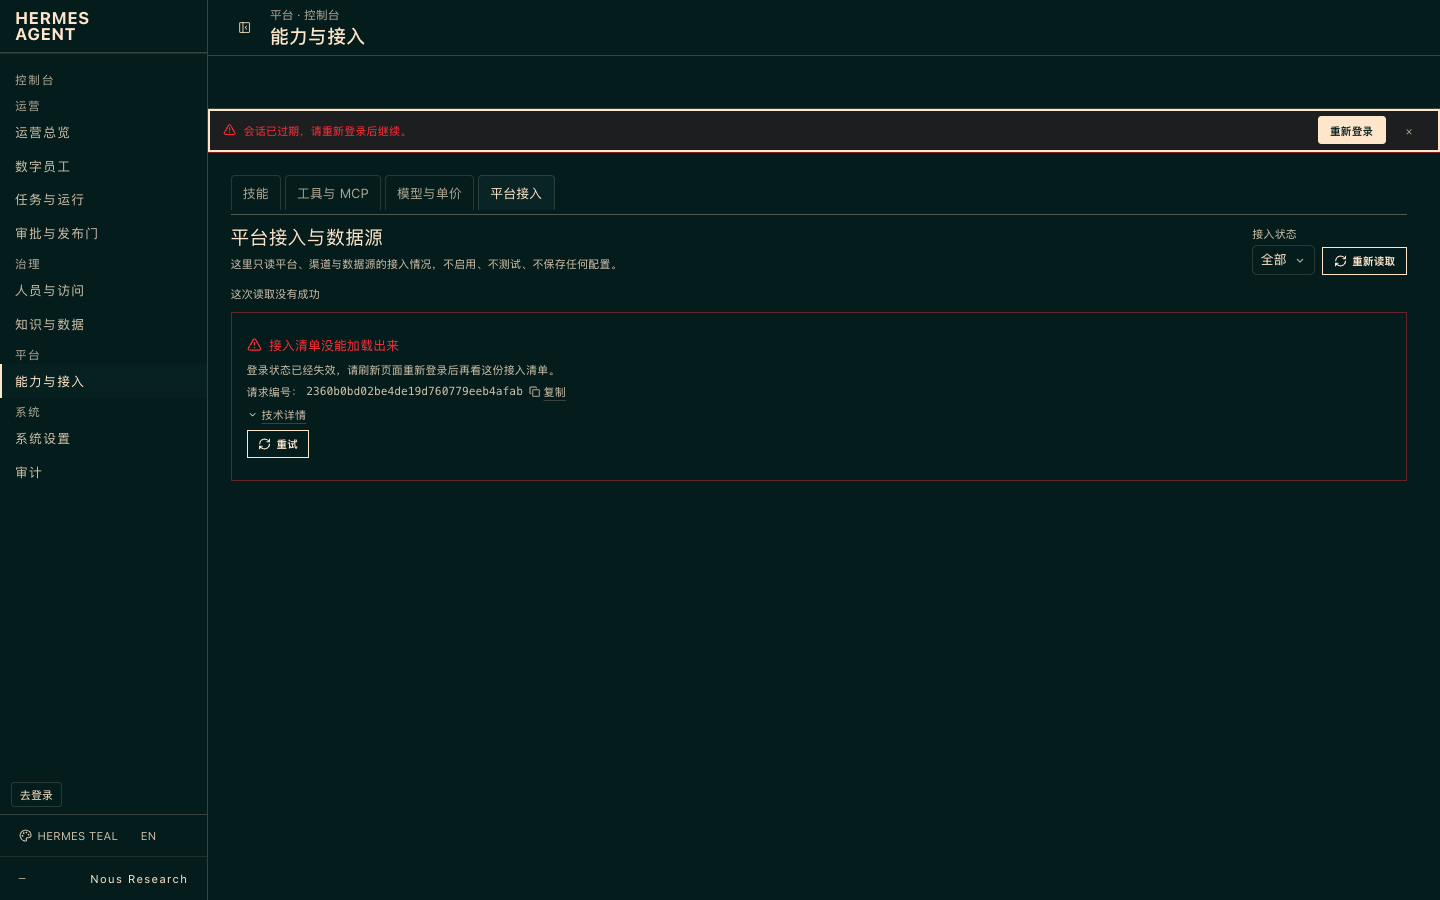 HERMES
AGENT
控制台
运营
运营总览
数字员工
任务与运行
审批与发布门
治理
人员与访问
知识与数据
平台
能力与接入
系统
系统设置
审计
去登录
HERMES TEAL
EN
–
Nous Research
平台 · 控制台
能力与接入
会话已过期，请重新登录后继续。
重新登录
×
技能
工具与 MCP
模型与单价
平台接入
平台接入与数据源
这里只读平台、渠道与数据源的接入情况，不启用、不测试、不保存任何配置。
接入状态
全部
重新读取
这次读取没有成功
接入清单没能加载出来
登录状态已经失效，请刷新页面重新登录后再看这份接入清单。
请求编号： 2360b0bd02be4de19d760779eeb4afab 复制
技术详情
重试